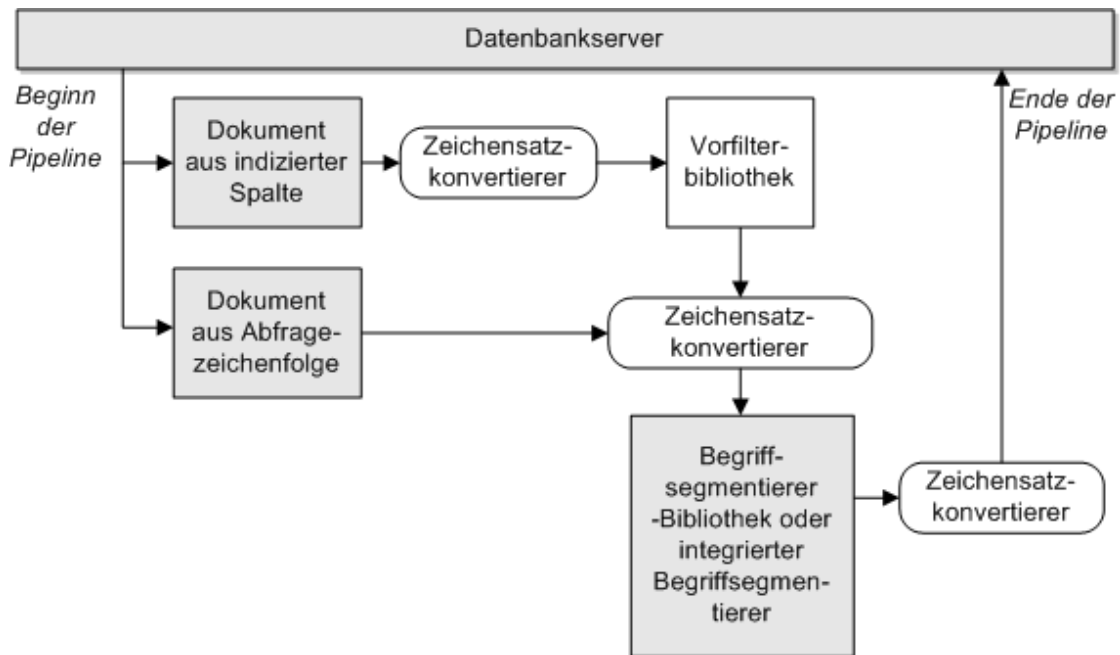 Datenbankserver
Beginn
der
Pipeline
Dokument
aus indizierter
Spalte
Zeichensatz-
konvertierer
Vorfilter-
bibliothek
Ende der
Pipeline
Dokument
aus Abfrage-
zeichenfolge
Zeichensatz-
konvertierer
Begriff-
segmentierer
-Bibliothek oder
integrierter
Begriffsegmen-
tierer
Zeichensatz-
konvertierer